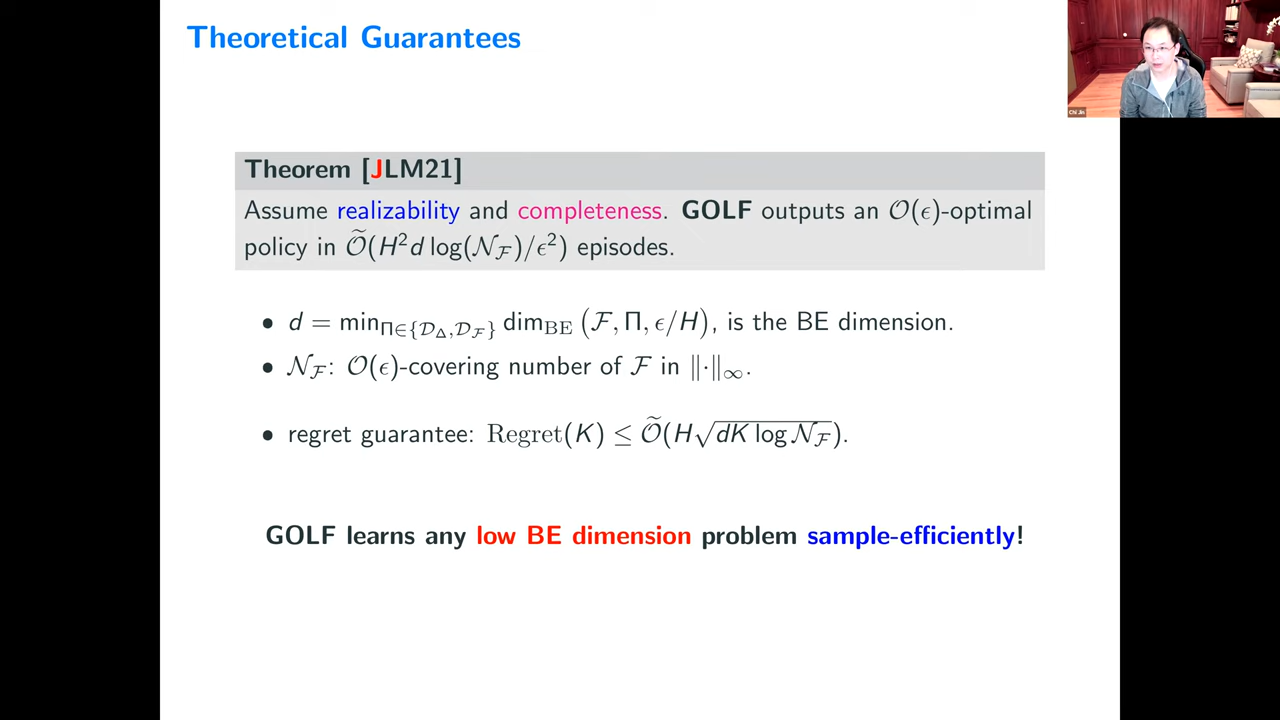 Theoretical Guarantees
Theorem [JLM21]
Assume realizability and completeness. GOLF outputs an 𝒪(ϵ)-optimal
policy in 𝒪̃(H²d log(𝒩_ℱ)/ϵ²) episodes.
• d = min_{Π∈{𝒟_Δ,𝒟_ℱ}} dim_BE (ℱ, Π, ϵ/H), is the BE dimension.
• 𝒩_ℱ: 𝒪(ϵ)-covering number of ℱ in ‖·‖_∞.
• regret guarantee: Regret(K) ≤ 𝒪̃(H√(dK log 𝒩_ℱ)).
GOLF learns any low BE dimension problem sample-efficiently!
Chi Jin